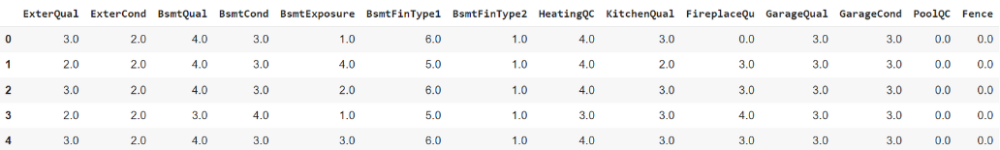 ExterQual ExterCond BsmtQual BsmtCond BsmtExposure BsmtFinType1 BsmtFinType2 HeatingQC KitchenQual FireplaceQu GarageQual GarageCond PoolQC Fence
0 3.0 2.0 4.0 3.0 1.0 6.0 1.0 4.0 3.0 0.0 3.0 3.0 0.0 0.0
1 2.0 2.0 4.0 3.0 4.0 5.0 1.0 4.0 2.0 3.0 3.0 3.0 0.0 0.0
2 3.0 2.0 4.0 3.0 2.0 6.0 1.0 4.0 3.0 3.0 3.0 3.0 0.0 0.0
3 2.0 2.0 3.0 4.0 1.0 5.0 1.0 3.0 3.0 4.0 3.0 3.0 0.0 0.0
4 3.0 2.0 4.0 3.0 3.0 6.0 1.0 4.0 3.0 3.0 3.0 3.0 0.0 0.0